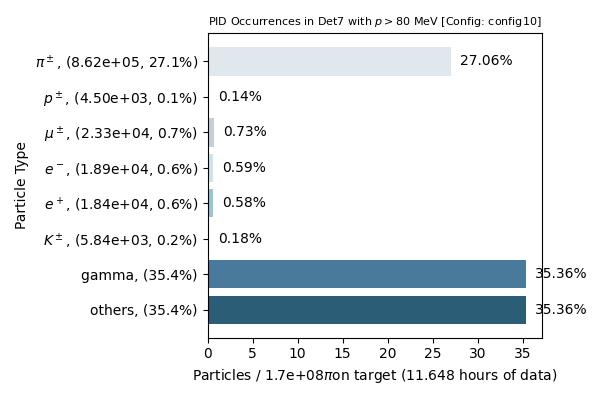 PID Occurrences in Det7 with p > 80 MeV [Config: config10]
π±, (8.62e+05, 27.1%)
27.06%
p±, (4.50e+03, 0.1%)
0.14%
μ±, (2.33e+04, 0.7%)
0.73%
e⁻, (1.89e+04, 0.6%)
0.59%
e⁺, (1.84e+04, 0.6%)
0.58%
K±, (5.84e+03, 0.2%)
0.18%
gamma, (35.4%)
35.36%
others, (35.4%)
35.36%
Particle Type
0 5 10 15 20 25 30 35
Particles / 1.7e+08πon target (11.648 hours of data)